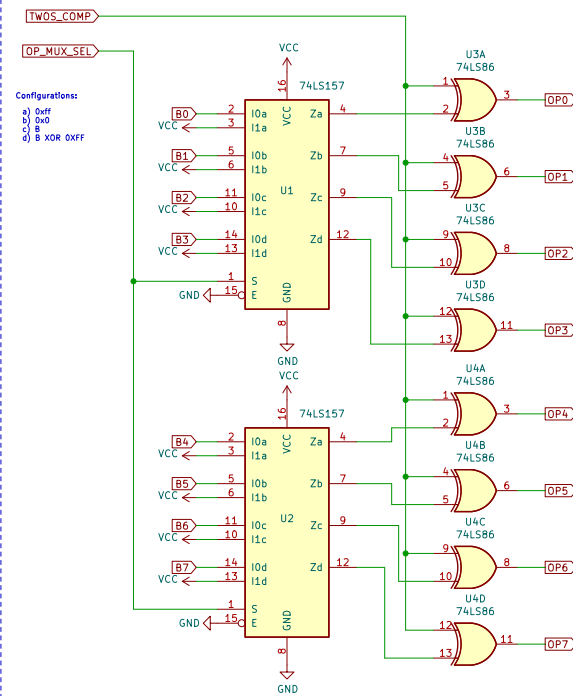 TWOS_COMP
OP_MUX_SEL
Configurations:
a) 0xff
b) 0x0
c) B
d) B XOR 0XFF
VCC
16 74LS157
B0 2 I0a VCC Za 4
VCC 3 I1a
B1 5 I0b Zb 7
VCC 6 I1b
U1
B2 11 I0c Zc 9
VCC 10 I1c
B3 14 I0d Zd 12
VCC 13 I1d
1 S
GND 15 E GND
8
GND
U3A
74LS86
1 2 3 OP0
U3B
74LS86
4 5 6 OP1
U3C
74LS86
9 10 8 OP2
U3D
74LS86
12 13 11 OP3
VCC
16 74LS157
B4 2 I0a VCC Za 4
VCC 3 I1a
B5 5 I0b Zb 7
VCC 6 I1b
U2
B6 11 I0c Zc 9
VCC 10 I1c
B7 14 I0d Zd 12
VCC 13 I1d
1 S
GND 15 E GND
8
GND
U4A
74LS86
1 2 3 OP4
U4B
74LS86
4 5 6 OP5
U4C
74LS86
9 10 8 OP6
U4D
74LS86
12 13 11 OP7